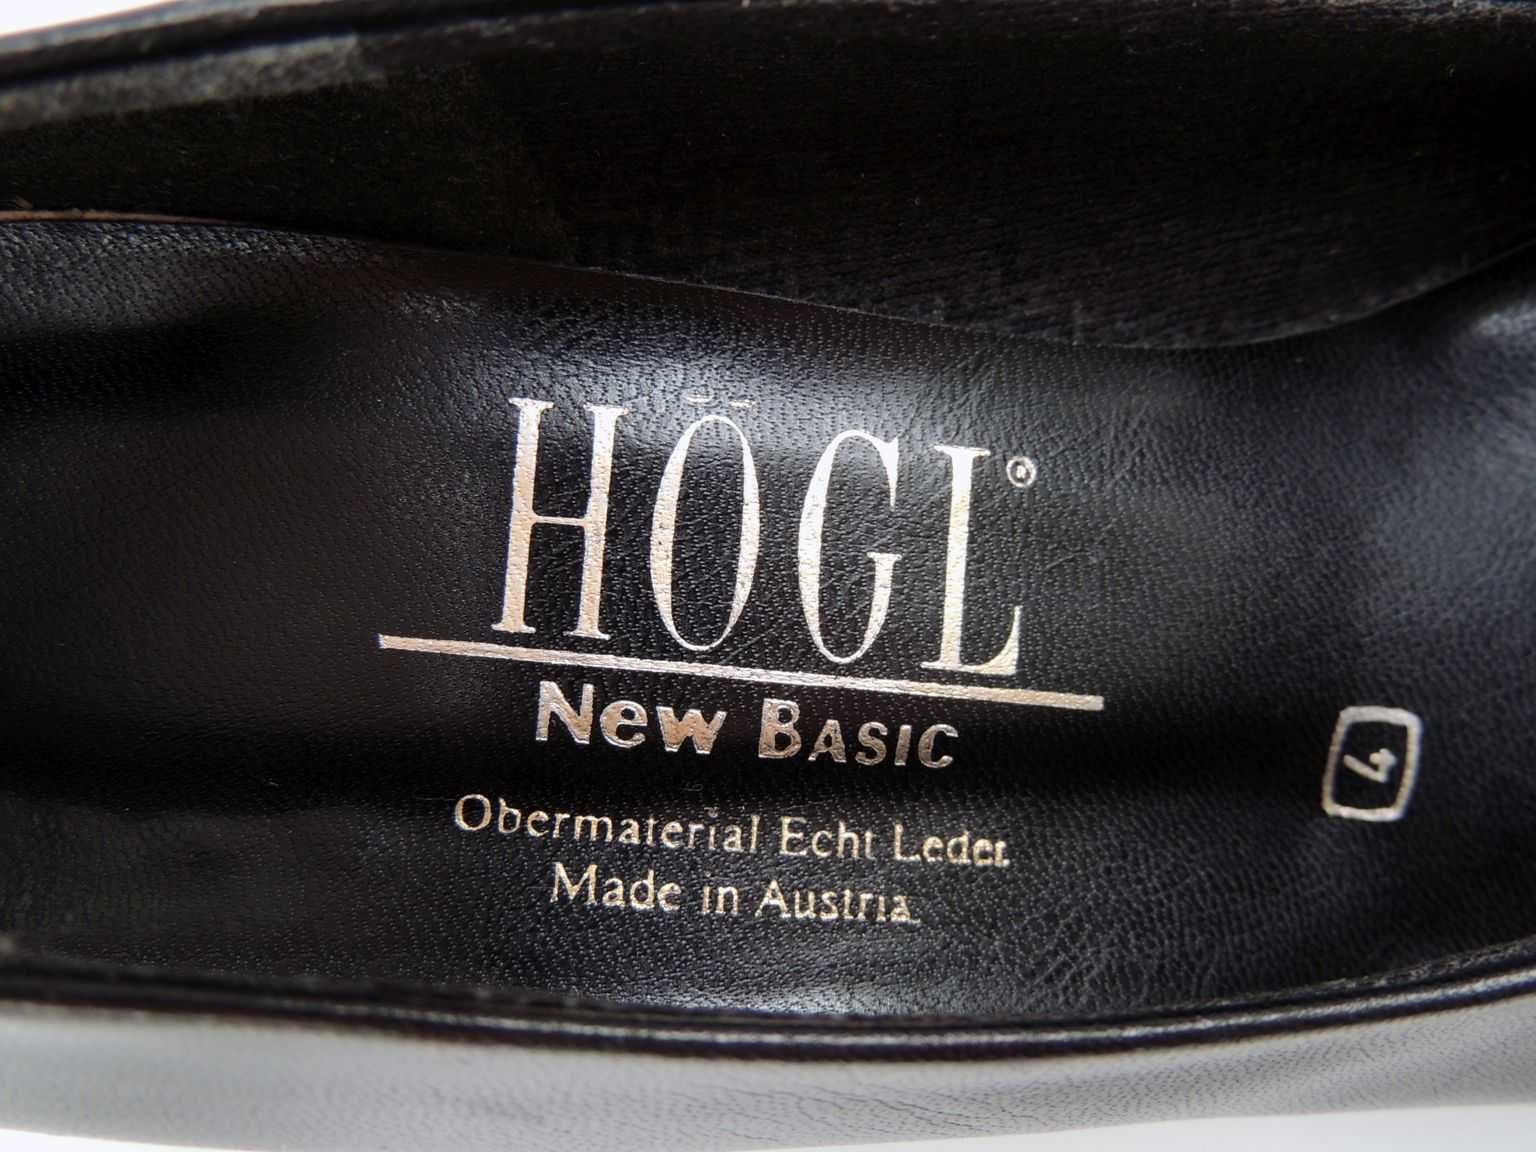 HÖGL®
New Basic
Obermaterial Echt Leder
Made in Austria
4